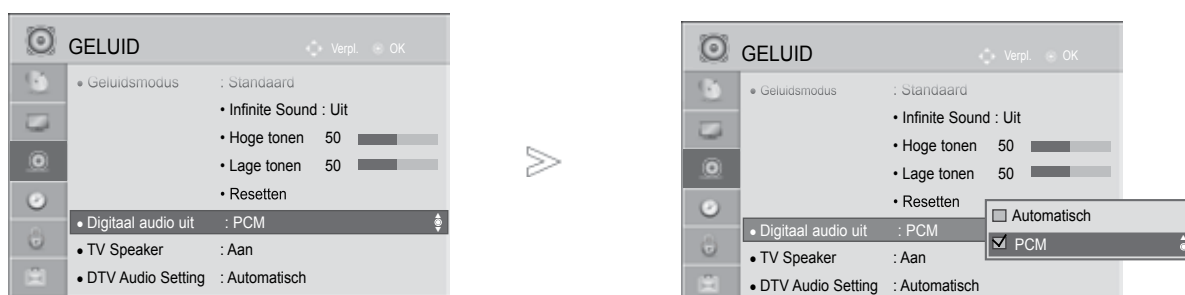 GELUID
Verpl. OK
• Geluidsmodus : Standaard
• Infinite Sound : Uit
• Hoge tonen 50
• Lage tonen 50
• Resetten
• Digitaal audio uit : PCM
• TV Speaker : Aan
• DTV Audio Setting : Automatisch
GELUID
Verpl. OK
• Geluidsmodus : Standaard
• Infinite Sound : Uit
• Hoge tonen 50
• Lage tonen 50
• Resetten
• Digitaal audio uit : PCM
• TV Speaker : Aan
• DTV Audio Setting : Automatisch
Automatisch
PCM